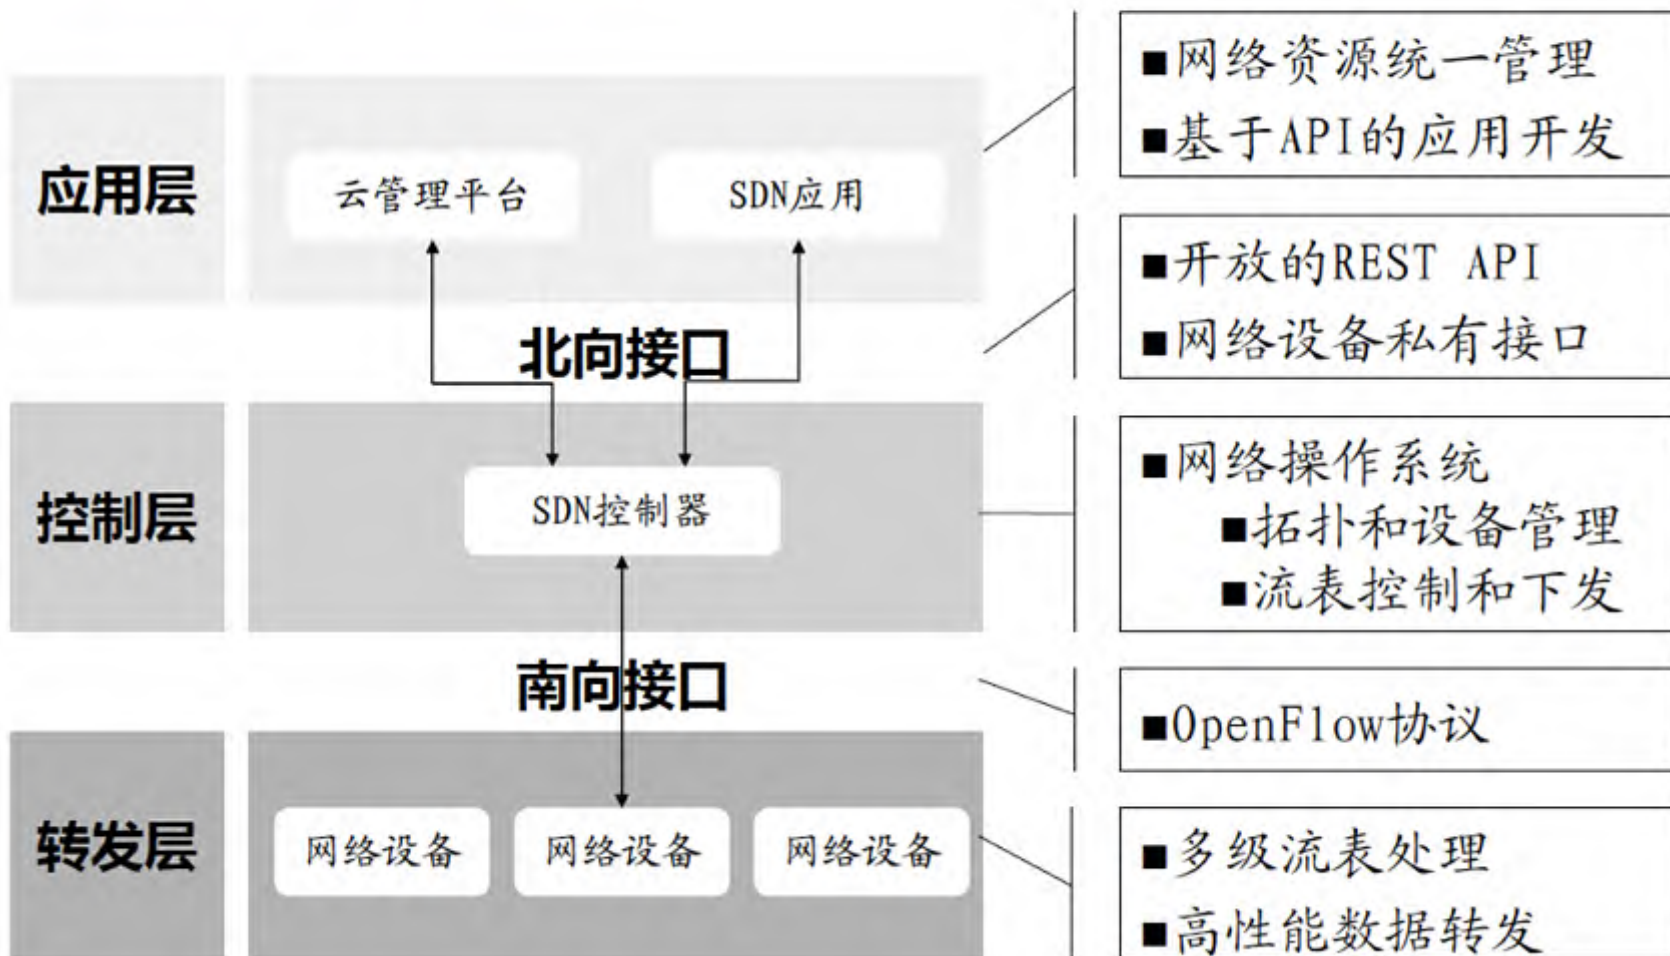 ■网络资源统一管理
■基于API的应用开发
应用层
云管理平台
SDN应用
■开放的REST API
■网络设备私有接口
北向接口
■网络操作系统
■拓扑和设备管理
■流表控制和下发
控制层
SDN控制器
南向接口
■OpenFlow协议
转发层
网络设备
网络设备
网络设备
■多级流表处理
■高性能数据转发